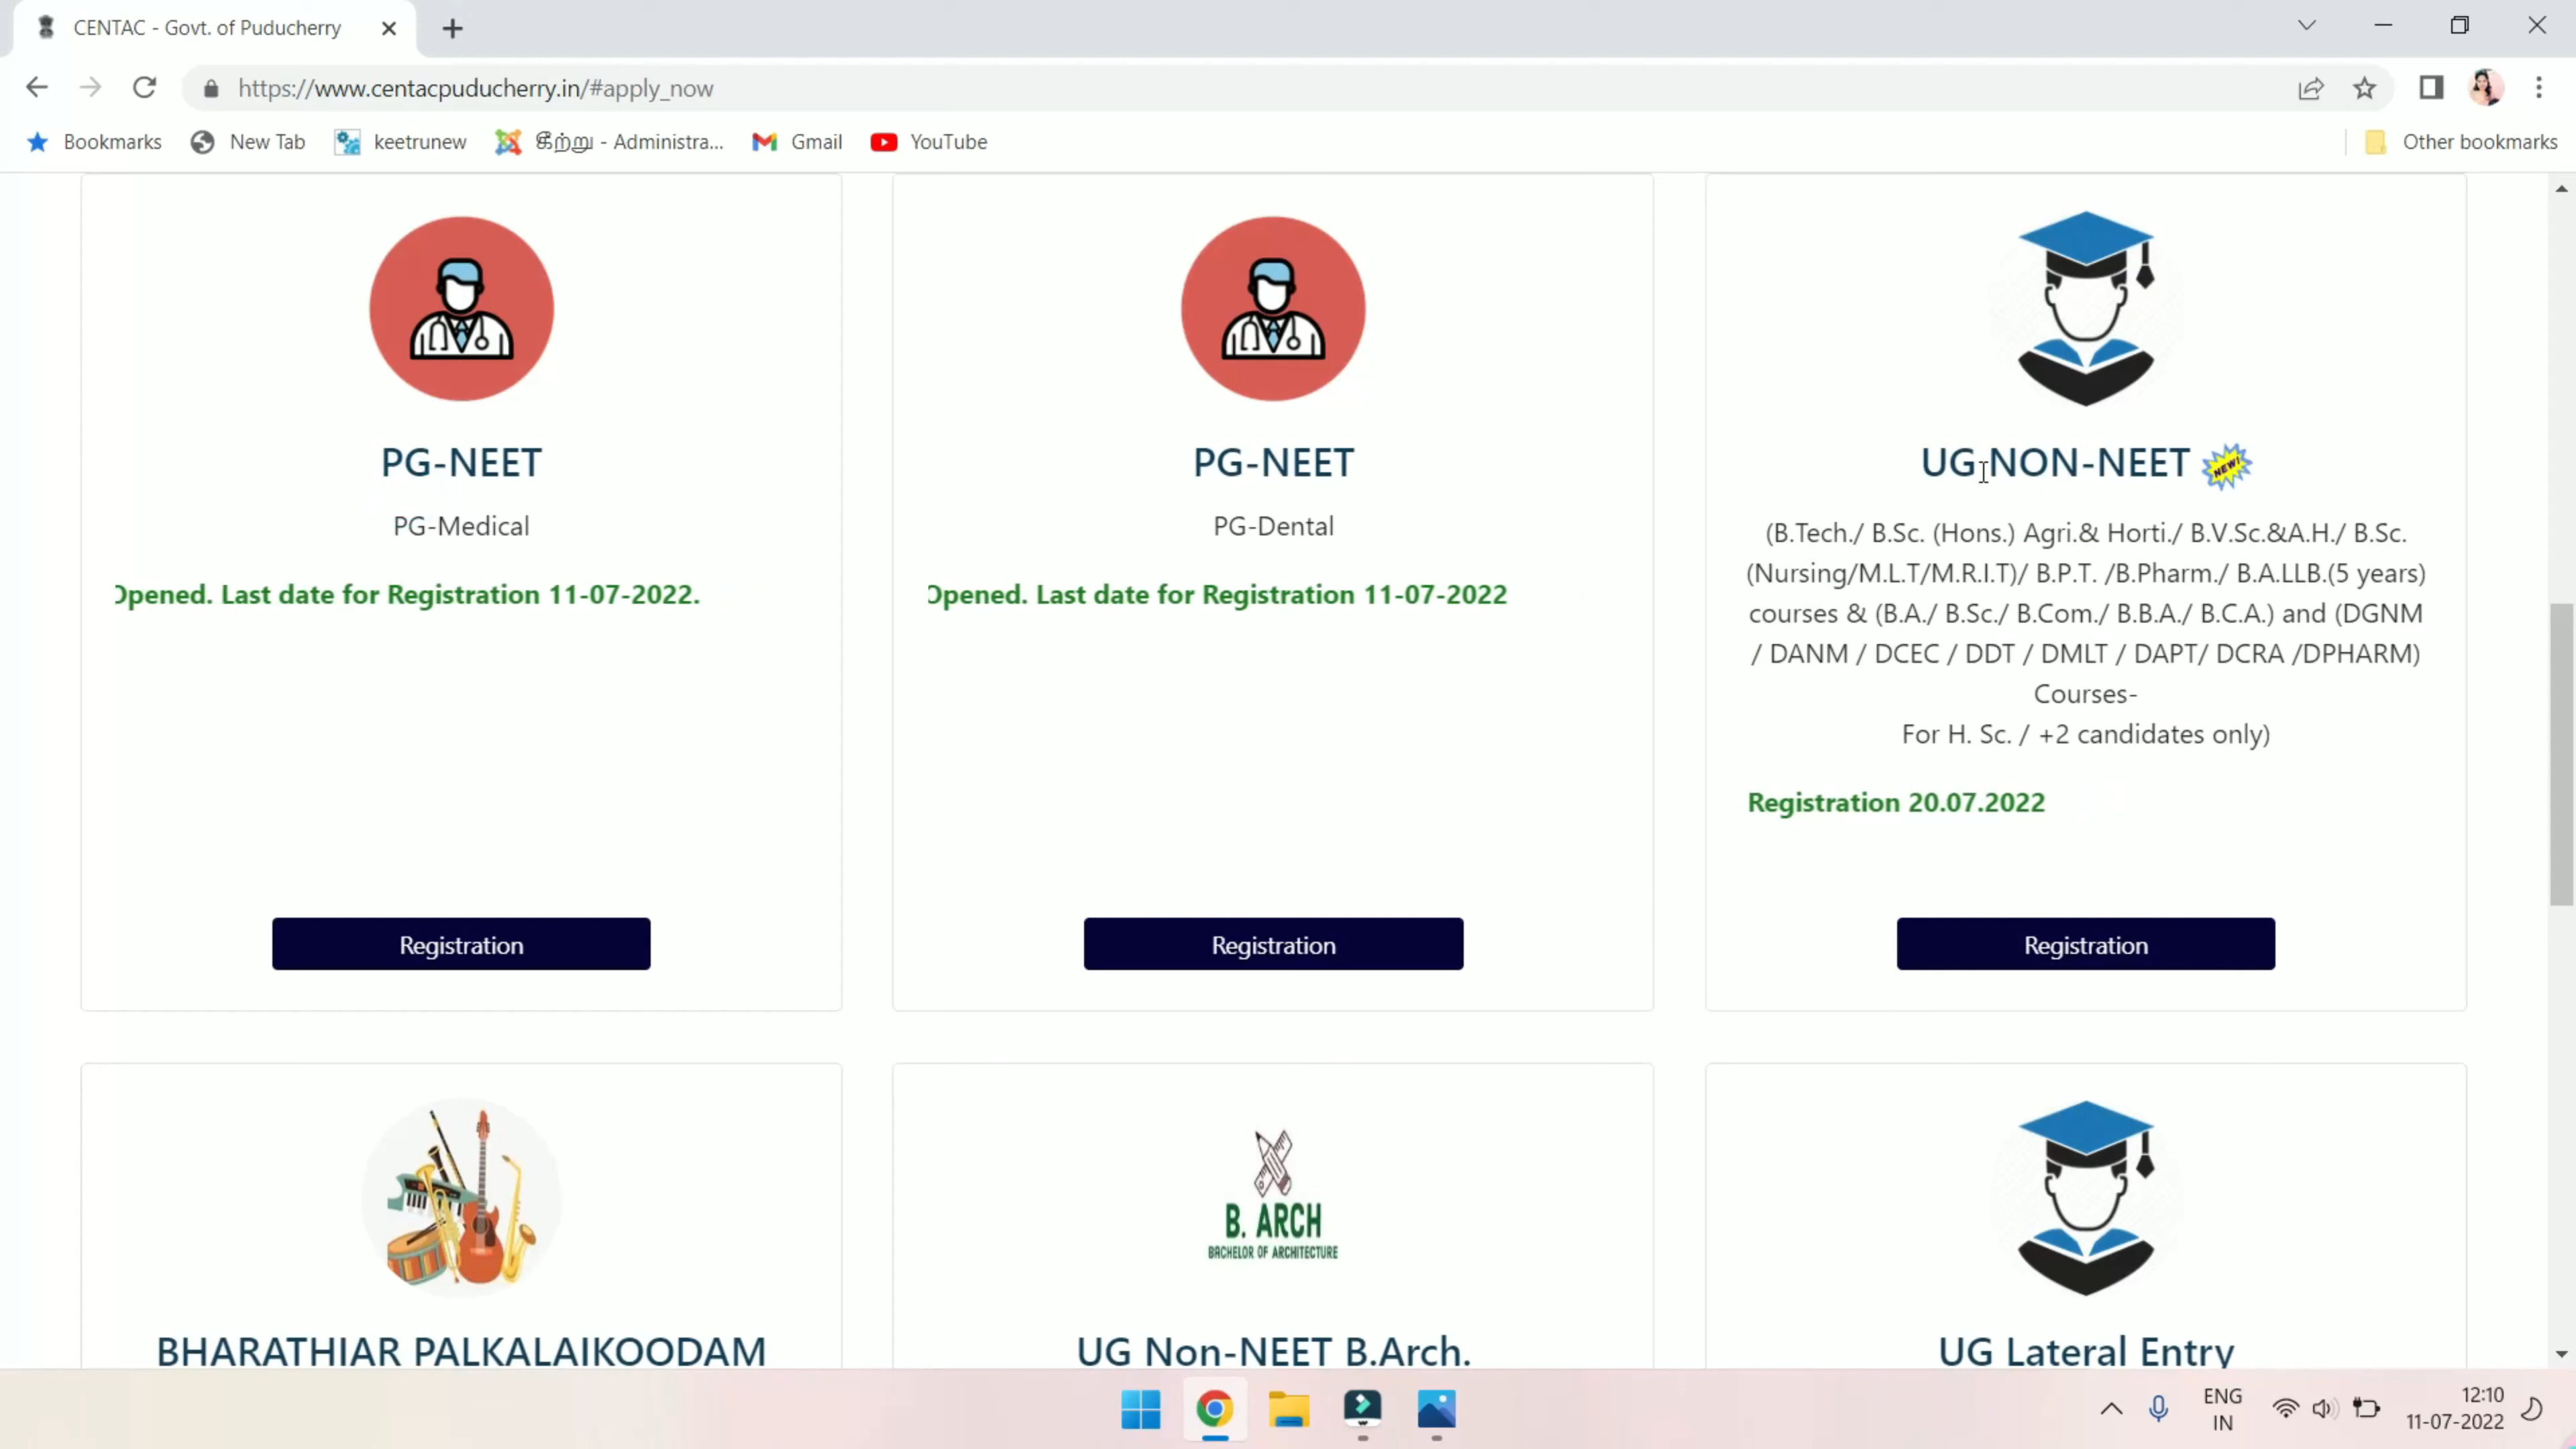 CENTAC - Govt. of Puducherry
https://www.centacpuducherry.in/#apply_now
Bookmarks New Tab keetrunew கீற்று - Administra... Gmail YouTube Other bookmarks
PG-NEET
PG-Medical
Opened. Last date for Registration 11-07-2022.
Registration
PG-NEET
PG-Dental
Opened. Last date for Registration 11-07-2022
Registration
UG-NON-NEET NEW!
(B.Tech./ B.Sc. (Hons.) Agri.& Horti./ B.V.Sc.&A.H./ B.Sc.
(Nursing/M.L.T/M.R.I.T)/ B.P.T. /B.Pharm./ B.A.LLB.(5 years)
courses & (B.A./ B.Sc./ B.Com./ B.B.A./ B.C.A.) and (DGNM
/ DANM / DCEC / DDT / DMLT / DAPT/ DCRA /DPHARM)
Courses-
For H. Sc. / +2 candidates only)
Registration 20.07.2022
Registration
BHARATHIAR PALKALAIKOODAM
B. ARCH
BACHELOR OF ARCHITECTURE
UG Non-NEET B.Arch.
UG Lateral Entry
ENG
IN
12:10
11-07-2022